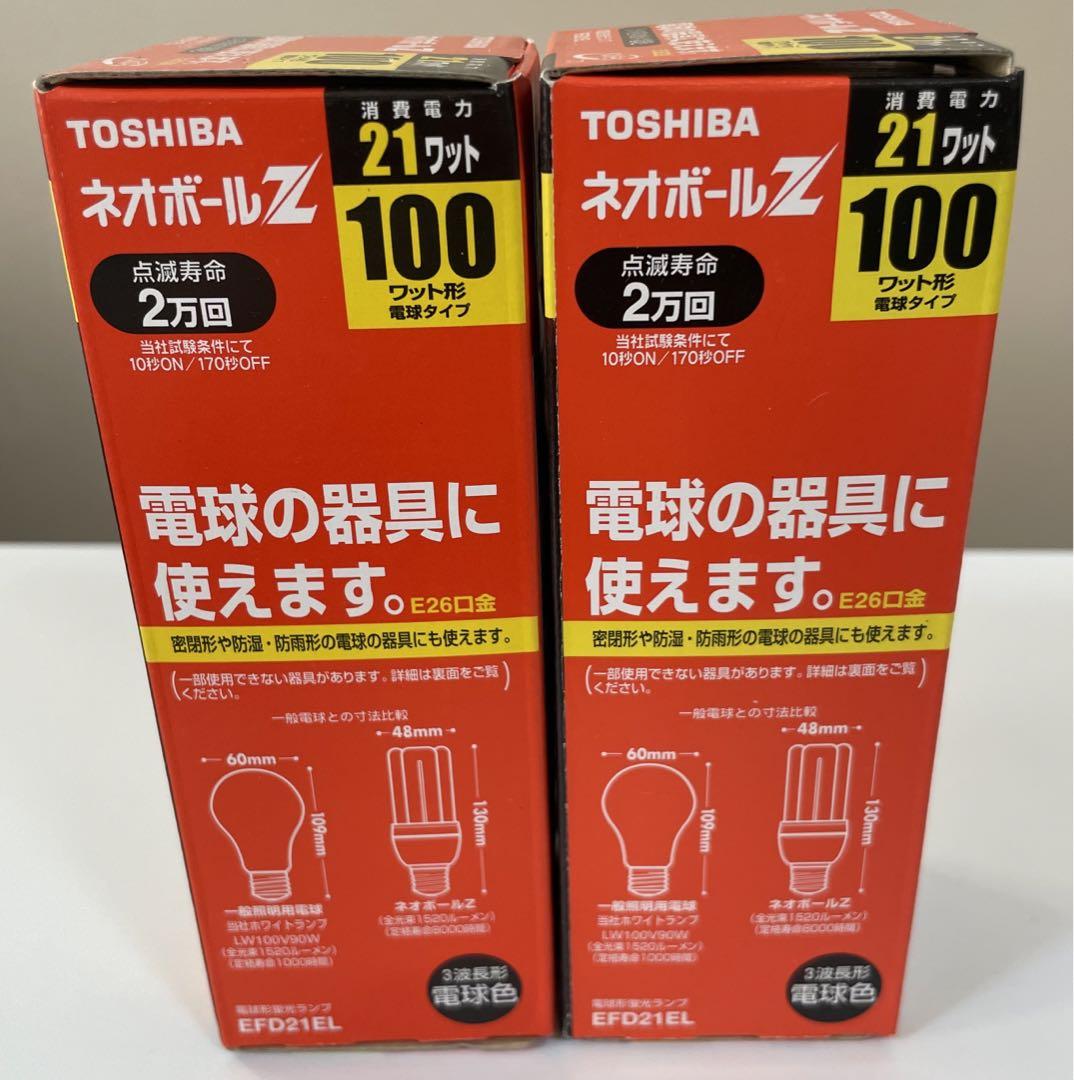 TOSHIBA
ネオボールZ
消費電力
21ワット
100
ワット形
電球タイプ
点滅寿命
2万回
当社試験条件にて
10秒ON/170秒OFF
電球の器具に
使えます。E26口金
密閉形や防湿・防雨形の電球の器具にも使えます。
(一部使用できない器具があります。詳細は裏面をご覧
ください。)
一般電球との寸法比較
60mm
109mm
48mm
130mm
一般照明用電球
当社ホワイトランプ
LW100V90W
(全光束1520ルーメン)
(定格寿命1000時間)
ネオボールZ
(全光束1520ルーメン)
(定格寿命8000時間)
3波長形
電球色
電球形蛍光ランプ
EFD21EL
TOSHIBA
ネオボールZ
消費電力
21ワット
100
ワット形
電球タイプ
点滅寿命
2万回
当社試験条件にて
10秒ON/170秒OFF
電球の器具に
使えます。E26口金
密閉形や防湿・防雨形の電球の器具にも使えます。
(一部使用できない器具があります。詳細は裏面をご覧
ください。)
一般電球との寸法比較
60mm
109mm
48mm
130mm
一般照明用電球
当社ホワイトランプ
LW100V90W
(全光束1520ルーメン)
(定格寿命1000時間)
ネオボールZ
(全光束1520ルーメン)
(定格寿命8000時間)
3波長形
電球色
電球形蛍光ランプ
EFD21EL